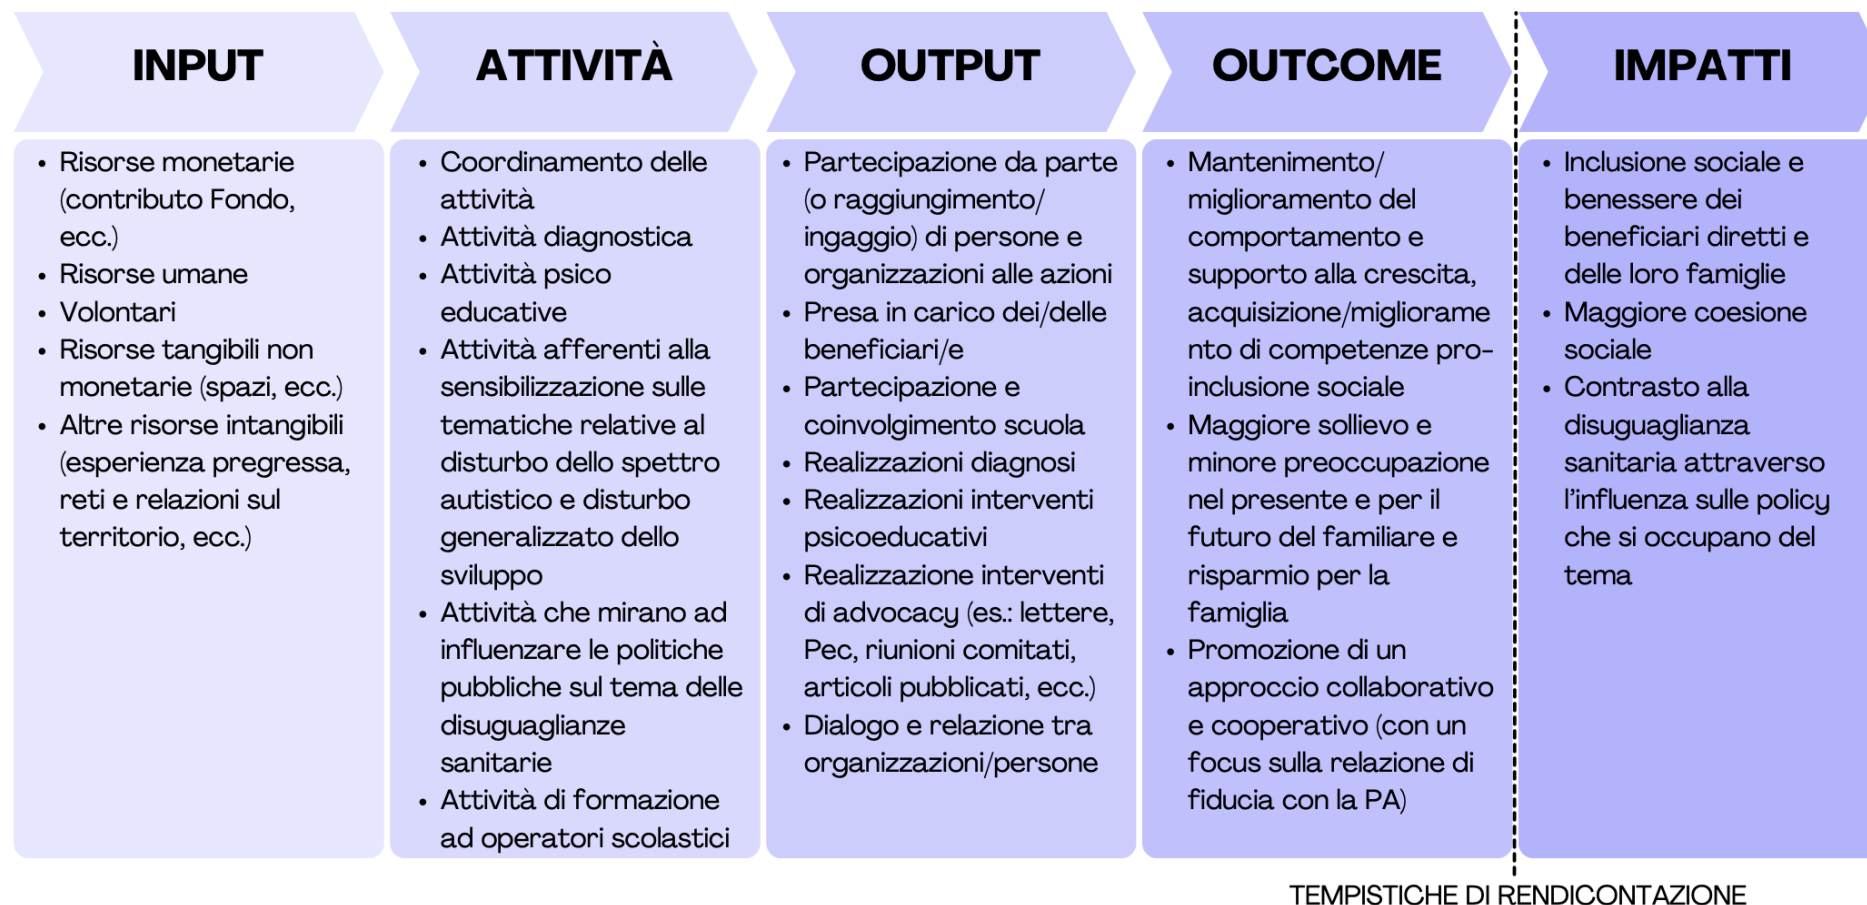 INPUT
• Risorse monetarie
(contributo Fondo,
ecc.)
• Risorse umane
• Volontari
• Risorse tangibili non
monetarie (spazi, ecc.)
• Altre risorse intangibili
(esperienza pregressa,
reti e relazioni sul
territorio, ecc.)
ATTIVITÀ
• Coordinamento delle
attività
• Attività diagnostica
• Attività psico
educative
• Attività afferenti alla
sensibilizzazione sulle
tematiche relative al
disturbo dello spettro
autistico e disturbo
generalizzato dello
sviluppo
• Attività che mirano ad
influenzare le politiche
pubbliche sul tema delle
disuguaglianze
sanitarie
• Attività di formazione
ad operatori scolastici
OUTPUT
• Partecipazione da parte
(o raggiungimento/
ingaggio) di persone e
organizzazioni alle azioni
• Presa in carico dei/delle
beneficiari/e
• Partecipazione e
coinvolgimento scuola
• Realizzazioni diagnosi
• Realizzazioni interventi
psicoeducativi
• Realizzazione interventi
di advocacy (es.: lettere,
Pec, riunioni comitati,
articoli pubblicati, ecc.)
• Dialogo e relazione tra
organizzazioni/persone
OUTCOME
• Mantenimento/
miglioramento del
comportamento e
supporto alla crescita,
acquisizione/migliorame
nto di competenze pro-
inclusione sociale
• Maggiore sollievo e
minore preoccupazione
nel presente e per il
futuro del familiare e
risparmio per la
famiglia
• Promozione di un
approccio collaborativo
e cooperativo (con un
focus sulla relazione di
fiducia con la PA)
IMPATTI
• Inclusione sociale e
benessere dei
beneficiari diretti e
delle loro famiglie
• Maggiore coesione
sociale
• Contrasto alla
disuguaglianza
sanitaria attraverso
l'influenza sulle policy
che si occupano del
tema
TEMPISTICHE DI RENDICONTAZIONE